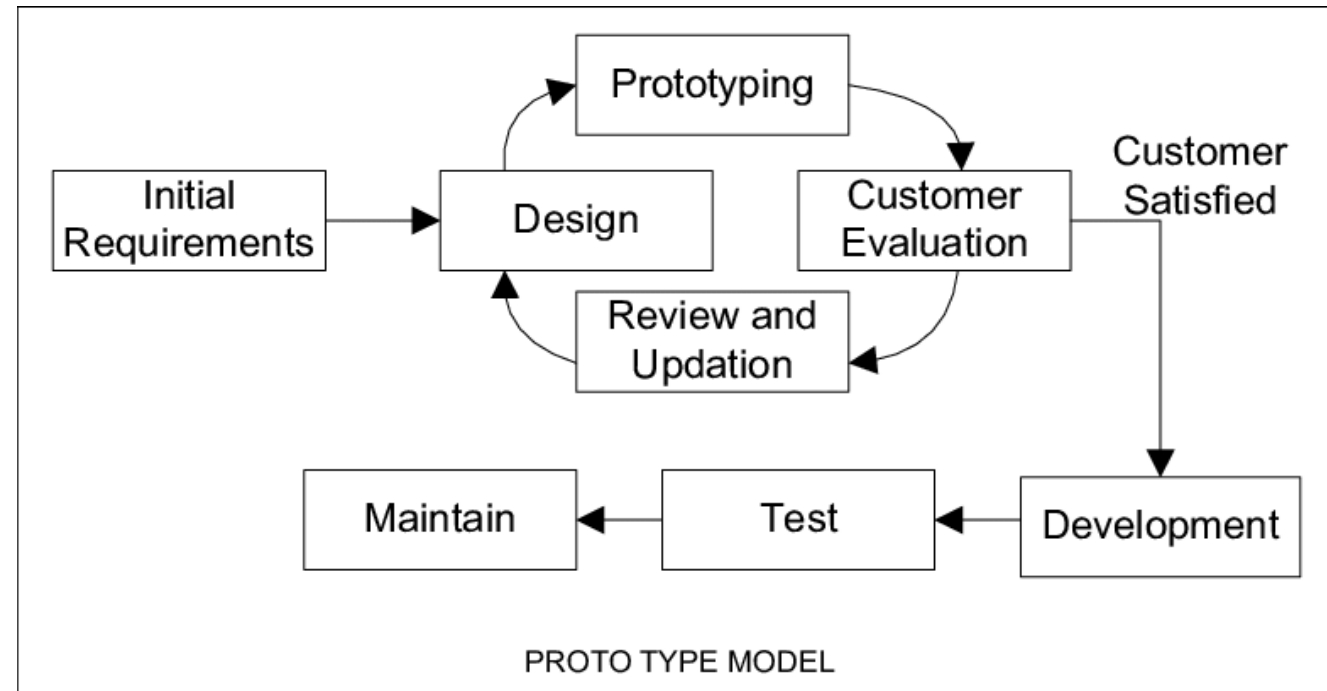 Prototyping
Customer
Satisfied
Initial
Requirements
Design
Customer
Evaluation
Review and
Updation
Maintain
Test
Development
PROTO TYPE MODEL